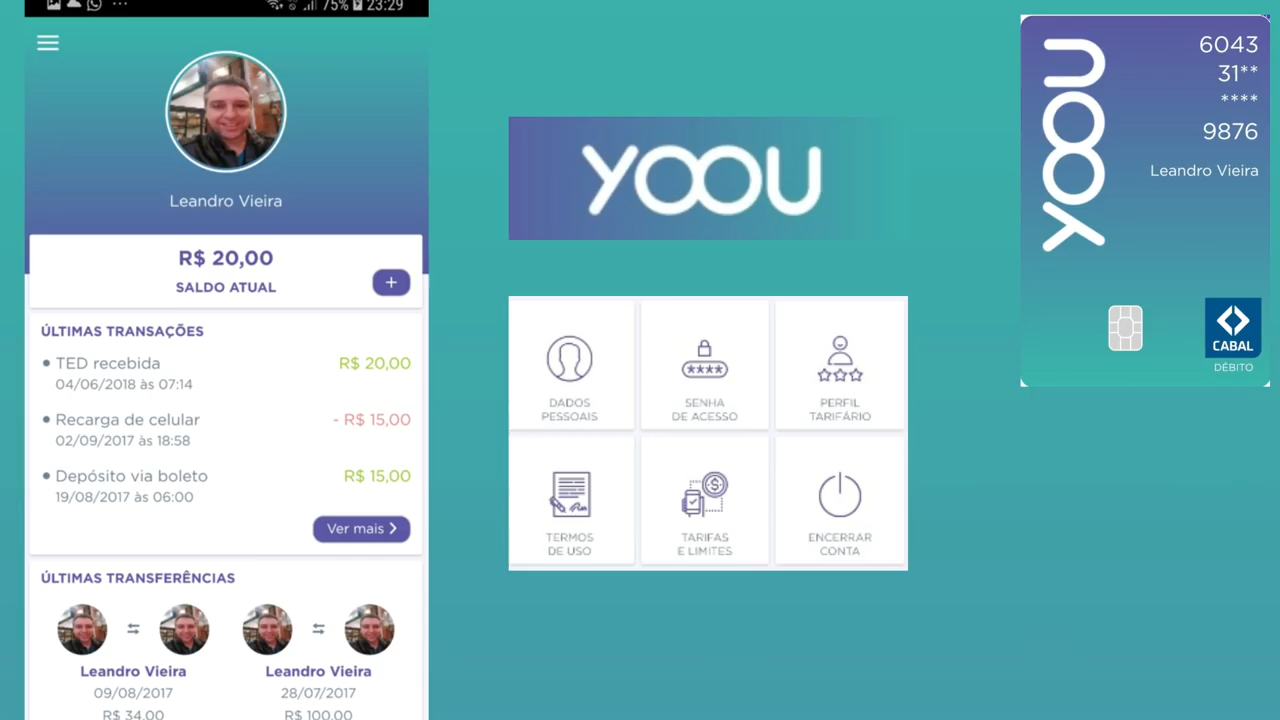 75% 23:29
Leandro Vieira
R$ 20,00
SALDO ATUAL
+
ÚLTIMAS TRANSAÇÕES
• TED recebida R$ 20,00
04/06/2018 às 07:14
• Recarga de celular - R$ 15,00
02/09/2017 às 18:58
• Depósito via boleto R$ 15,00
19/08/2017 às 06:00
Ver mais >
ÚLTIMAS TRANSFERÊNCIAS
Leandro Vieira Leandro Vieira
09/08/2017 28/07/2017
R$ 34,00 R$ 100,00
YOOU
DADOS
PESSOAIS
****
SENHA
DE ACESSO
PERFIL
TARIFÁRIO
TERMOS
DE USO
$
TARIFAS
E LIMITES
ENCERRAR
CONTA
YOOU
6043
31**
****
9876
Leandro Vieira
CABAL
DÉBITO